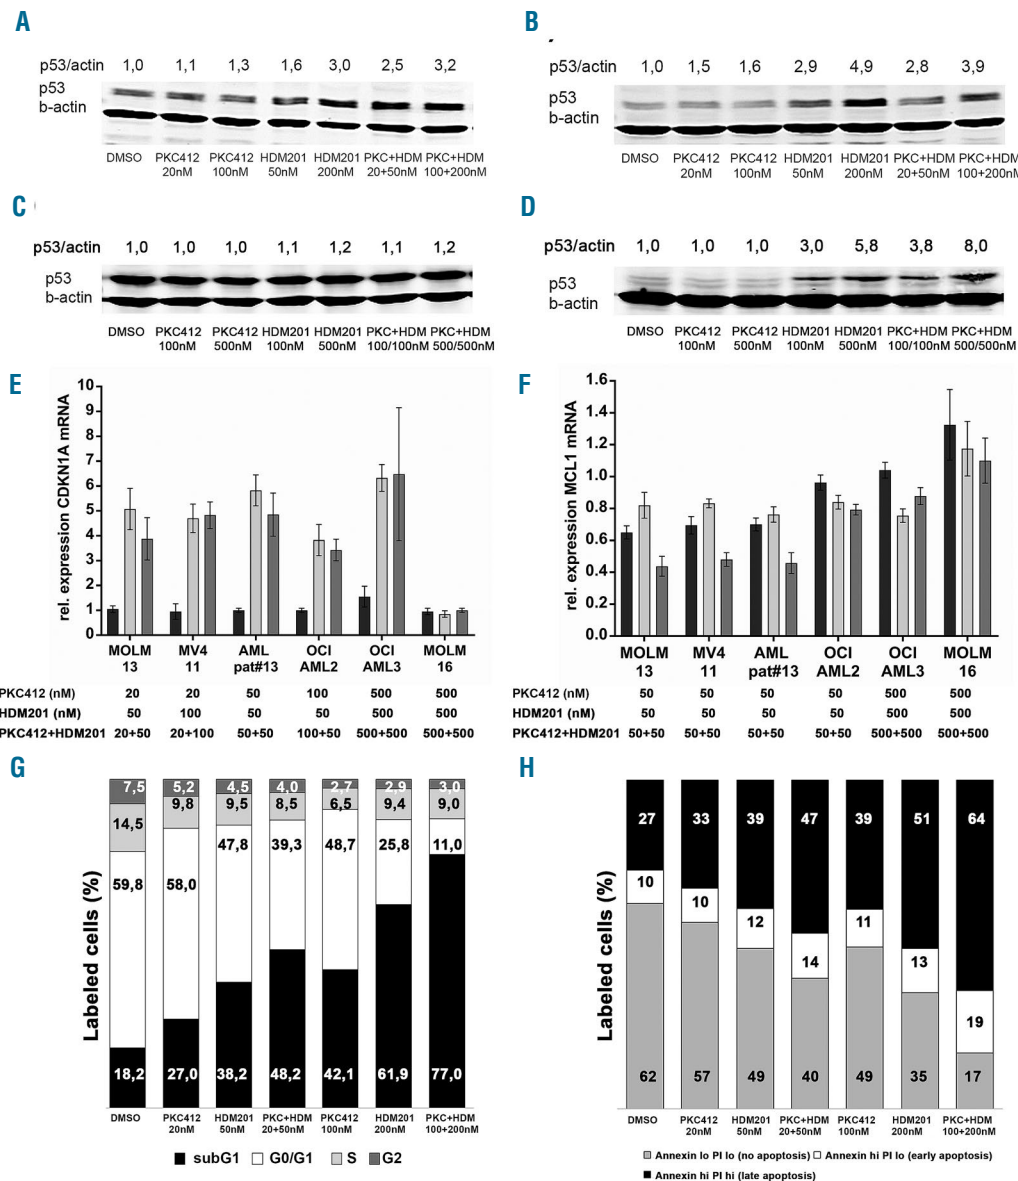 A
p53/actin 1,0 1,1 1,3 1,6 3,0 2,5 3,2
p53
b-actin
DMSO PKC412 PKC412 HDM201 HDM201 PKC+HDM PKC+HDM
20nM 100nM 50nM 200nM 20+50nM 100+200nM
B
p53/actin 1,0 1,5 1,6 2,9 4,9 2,8 3,9
p53
b-actin
DMSO PKC412 PKC412 HDM201 HDM201 PKC+HDM PKC+HDM
20nM 100nM 50nM 200nM 20+50nM 100+200nM
C
p53/actin 1,0 1,0 1,0 1,1 1,2 1,1 1,2
p53
b-actin
DMSO PKC412 PKC412 HDM201 HDM201 PKC+HDM PKC+HDM
100nM 500nM 100nM 500nM 100/100nM 500/500nM
D
p53/actin 1,0 1,0 1,0 3,0 5,8 3,8 8,0
p53
b-actin
DMSO PKC412 PKC412 HDM201 HDM201 PKC+HDM PKC+HDM
100nM 500nM 100nM 500nM 100/100nM 500/500nM
E
rel. expression CDKN1A mRNA
10
9
8
7
6
5
4
3
2
1
0
MOLM MV4 AML OCI OCI MOLM
13 11 pat#13 AML2 AML3 16
PKC412 (nM) 20 20 50 100 500 500
HDM201 (nM) 50 100 50 50 500 500
PKC412+HDM201 20+50 20+100 50+50 100+50 500+500 500+500
F
rel. expression MCL1 mRNA
1.6
1.4
1.2
1.0
0.8
0.6
0.4
0.2
0.0
MOLM MV4 AML OCI OCI MOLM
13 11 pat#13 AML2 AML3 16
PKC412 (nM) 50 50 50 50 500 500
HDM201 (nM) 50 50 50 50 500 500
PKC412+HDM201 50+50 50+50 50+50 50+50 500+500 500+500
G
Labeled cells (%)
7,5 5,2 4,5 4,0 2,7 2,9 3,0
14,5 9,8 9,5 8,5 6,5 9,4 9,0
59,8 58,0 47,8 39,3 48,7 25,8 11,0
18,2 27,0 38,2 48,2 42,1 61,9 77,0
DMSO PKC412 HDM201 PKC+HDM PKC412 HDM201 PKC+HDM
20nM 50nM 20+50nM 100nM 200nM 100+200nM
subG1 G0/G1 S G2
H
Labeled cells (%)
27 33 39 47 39 51 64
10 10 12 14 11 13 19
62 57 49 40 49 35 17
DMSO PKC412 HDM201 PKC+HDM PKC412 HDM201 PKC+HDM
20nM 50nM 20+50nM 100nM 200nM 100+200nM
Annexin lo PI lo (no apoptosis) Annexin hi PI lo (early apoptosis)
Annexin hi PI hi (late apoptosis)